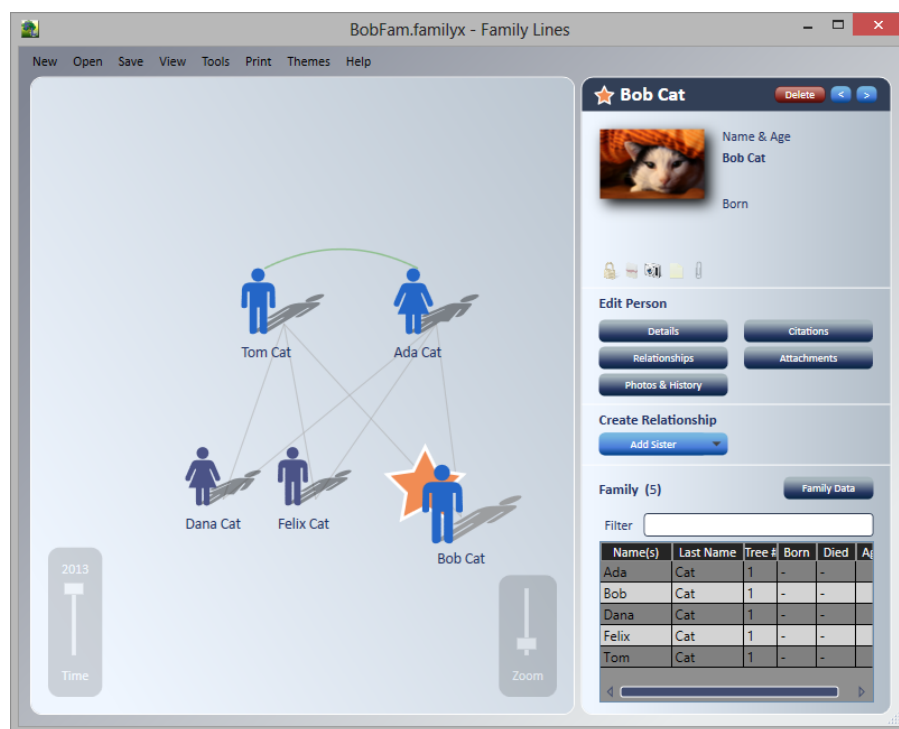 BobFam.familyx - Family Lines
New Open Save View Tools Print Themes Help
Tom Cat
Ada Cat
Dana Cat
Felix Cat
Bob Cat
2013
Time
Zoom
Bob Cat
Delete < >
Name & Age
Bob Cat
Born
Edit Person
Details Citations
Relationships Attachments
Photos & History
Create Relationship
Add Sister
Family (5) Family Data
Filter
Name(s) Last Name Tree # Born Died
Ada Cat 1 - -
Bob Cat 1 - -
Dana Cat 1 - -
Felix Cat 1 - -
Tom Cat 1 - -